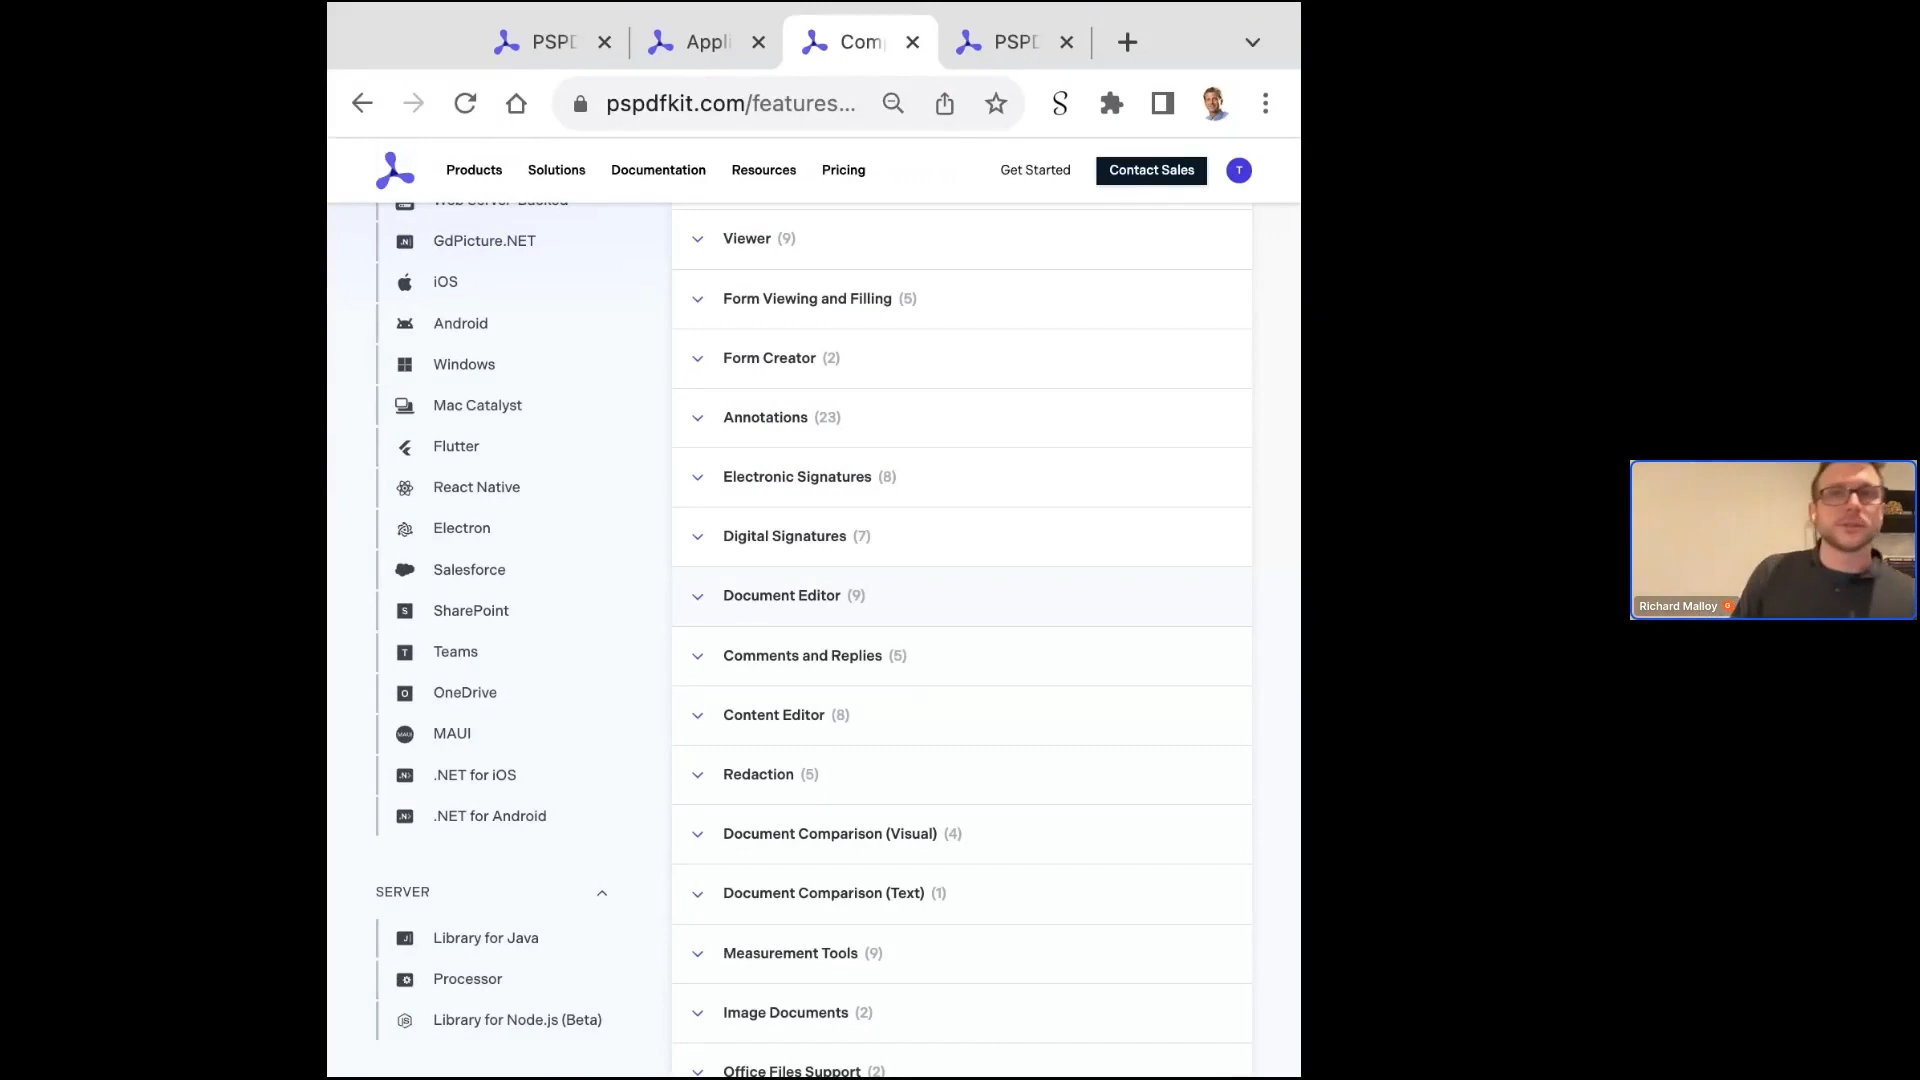 PSPD
Appli
Com
PSPD
pspdfkit.com/features...
Products
Solutions
Documentation
Resources
Pricing
Get Started
Contact Sales
T
Web Server-Backed
GdPicture.NET
iOS
Android
Windows
Mac Catalyst
Flutter
React Native
Electron
Salesforce
SharePoint
Teams
OneDrive
MAUI
.NET for iOS
.NET for Android
SERVER
Library for Java
Processor
Library for Node.js (Beta)
Viewer (9)
Form Viewing and Filling (5)
Form Creator (2)
Annotations (23)
Electronic Signatures (8)
Digital Signatures (7)
Document Editor (9)
Comments and Replies (5)
Content Editor (8)
Redaction (5)
Document Comparison (Visual) (4)
Document Comparison (Text) (1)
Measurement Tools (9)
Image Documents (2)
Office Files Support (2)
Richard Malloy